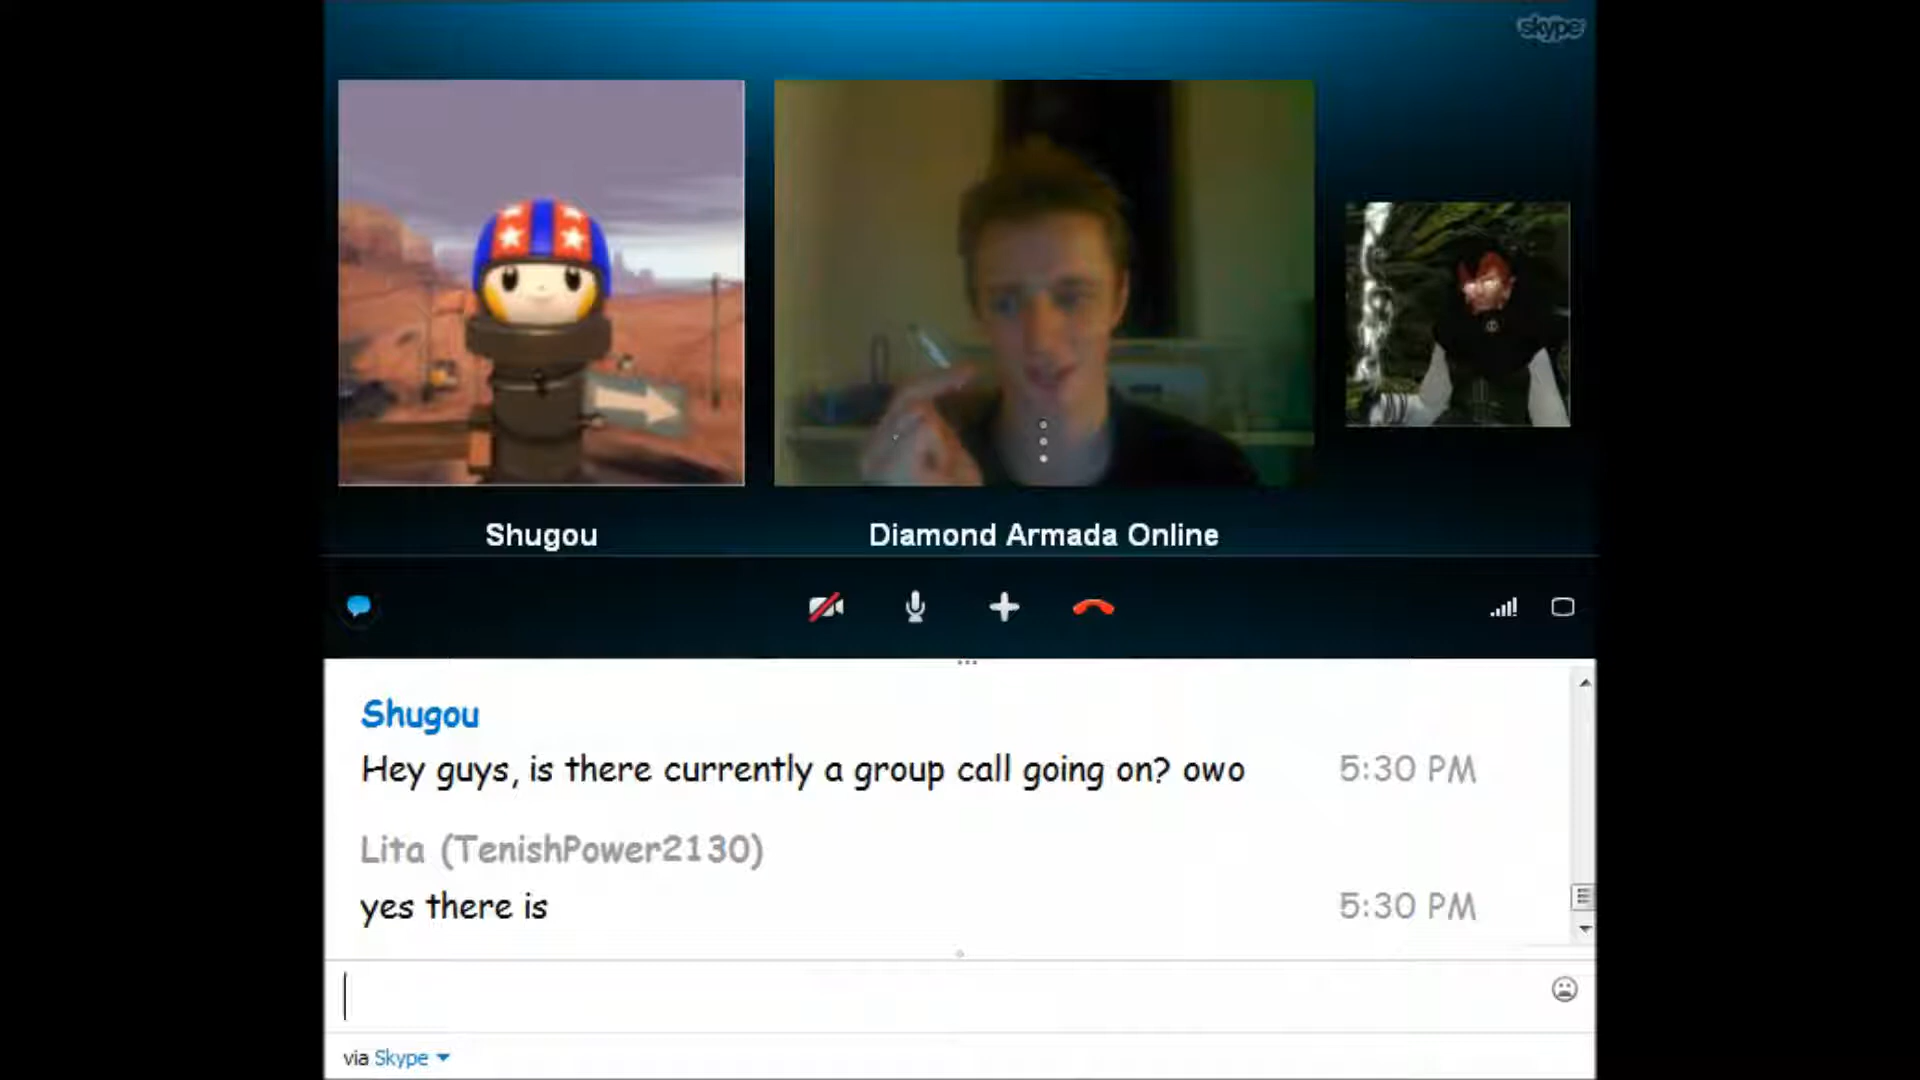 skype
Shugou
Diamond Armada Online
Shugou
Hey guys, is there currently a group call going on? owo
5:30 PM
Lita (TenishPower2130)
yes there is
5:30 PM
via Skype